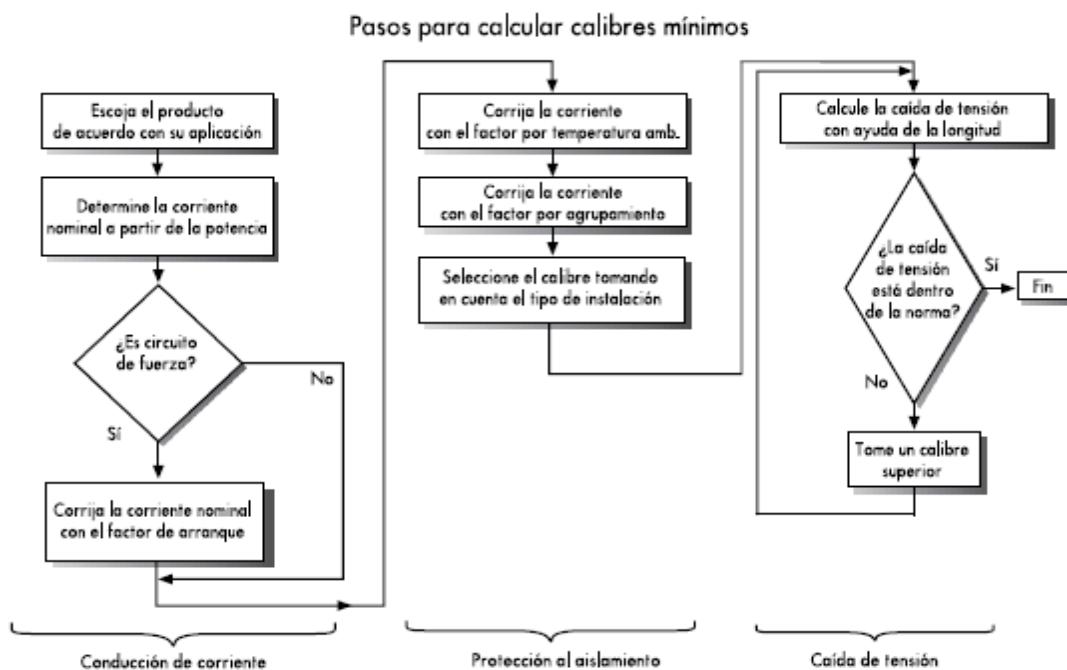 Pasos para calcular calibres mínimos
Escoja el producto
de acuerdo con su aplicación
Determine la corriente
nominal a partir de la potencia
¿Es circuito
de fuerza?
No
Sí
Corrija la corriente nominal
con el factor de arranque
Conducción de corriente
Corrija la corriente
con el factor por temperatura amb.
Corrija la corriente
con el factor por agrupamiento
Seleccione el calibre tomando
en cuenta el tipo de instalación
Protección al aislamiento
Calcule la caída de tensión
con ayuda de la longitud
¿La caída
de tensión
está dentro
de la norma?
Sí
Fin
No
Tome un calibre
superior
Caída de tensión